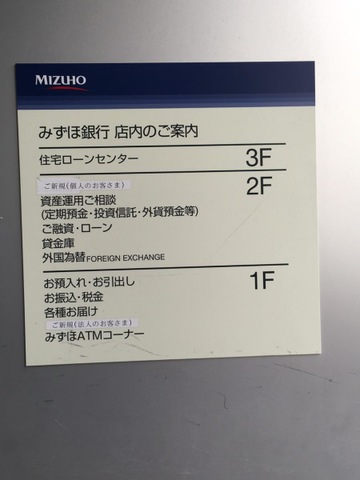 MIZUHO
みずほ銀行 店内のご案内
住宅ローンセンター 3F
ご新規(個人のお客さま) 2F
資産運用ご相談
(定期預金・投資信託・外貨預金等)
ご融資・ローン
貸金庫
外国為替 FOREIGN EXCHANGE
お預入れ・お引出し 1F
お振込・税金
各種お届け
ご新規(法人のお客さま)
みずほATMコーナー